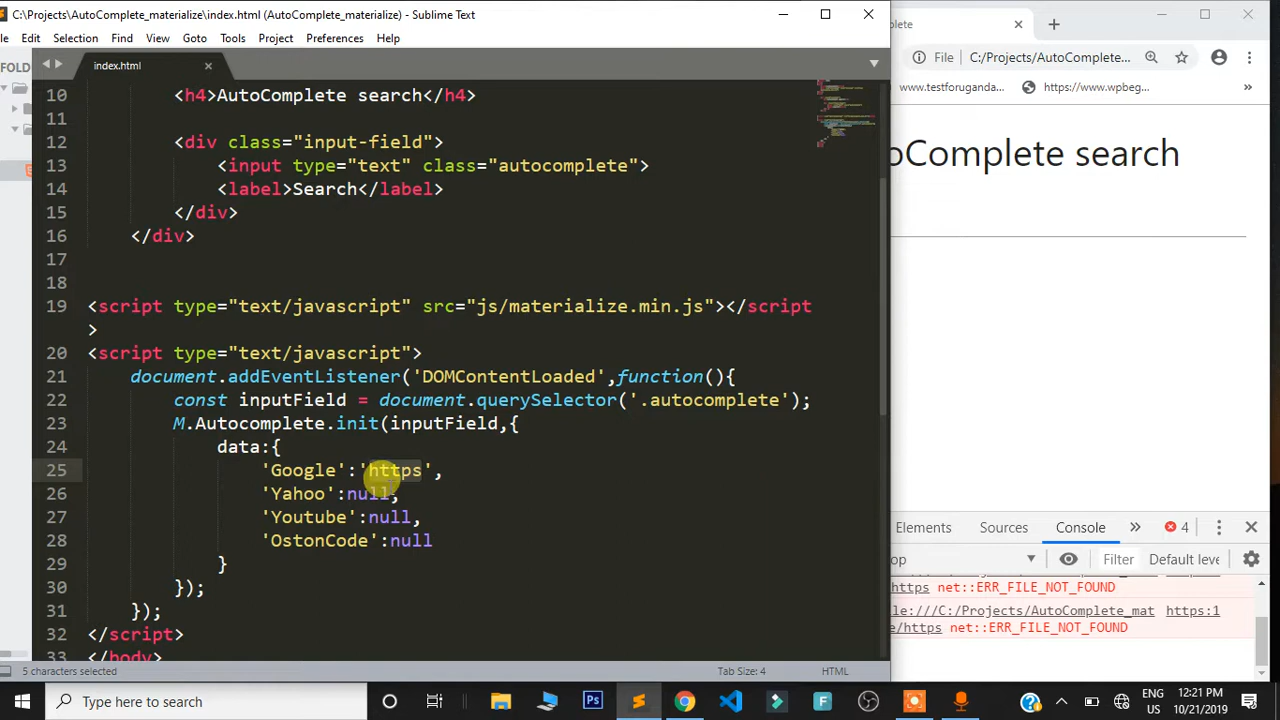 C:\Projects\AutoComplete_materialize\index.html (AutoComplete_materialize) - Sublime Text
Edit Selection Find View Goto Tools Project Preferences Help
FOLD
index.html
10 <h4>AutoComplete search</h4>
11
12 <div class="input-field">
13 <input type="text" class="autocomplete">
14 <label>Search</label>
15 </div>
16 </div>
17
18
19 <script type="text/javascript" src="js/materialize.min.js"></script
>
20 <script type="text/javascript">
21 document.addEventListener('DOMContentLoaded',function(){
22 const inputField = document.querySelector('.autocomplete');
23 M.Autocomplete.init(inputField,{
24 data:{
25 'Google':'https',
26 'Yahoo':null,
27 'Youtube':null,
28 'OstonCode':null
29 }
30 });
31 });
32 </script>
</body>
5 characters selected
Tab Size: 4
HTML
plete
File C:/Projects/AutoComplete...
www.testforuganda... https://www.wpbeg... »
oComplete search
Elements Sources Console » 4
op Filter Default leve
https net::ERR_FILE_NOT_FOUND
le:///C:/Projects/AutoComplete_mat https:1
e/https net::ERR_FILE_NOT_FOUND
Type here to search
Ps
F
ENG
US
12:21 PM
10/21/2019